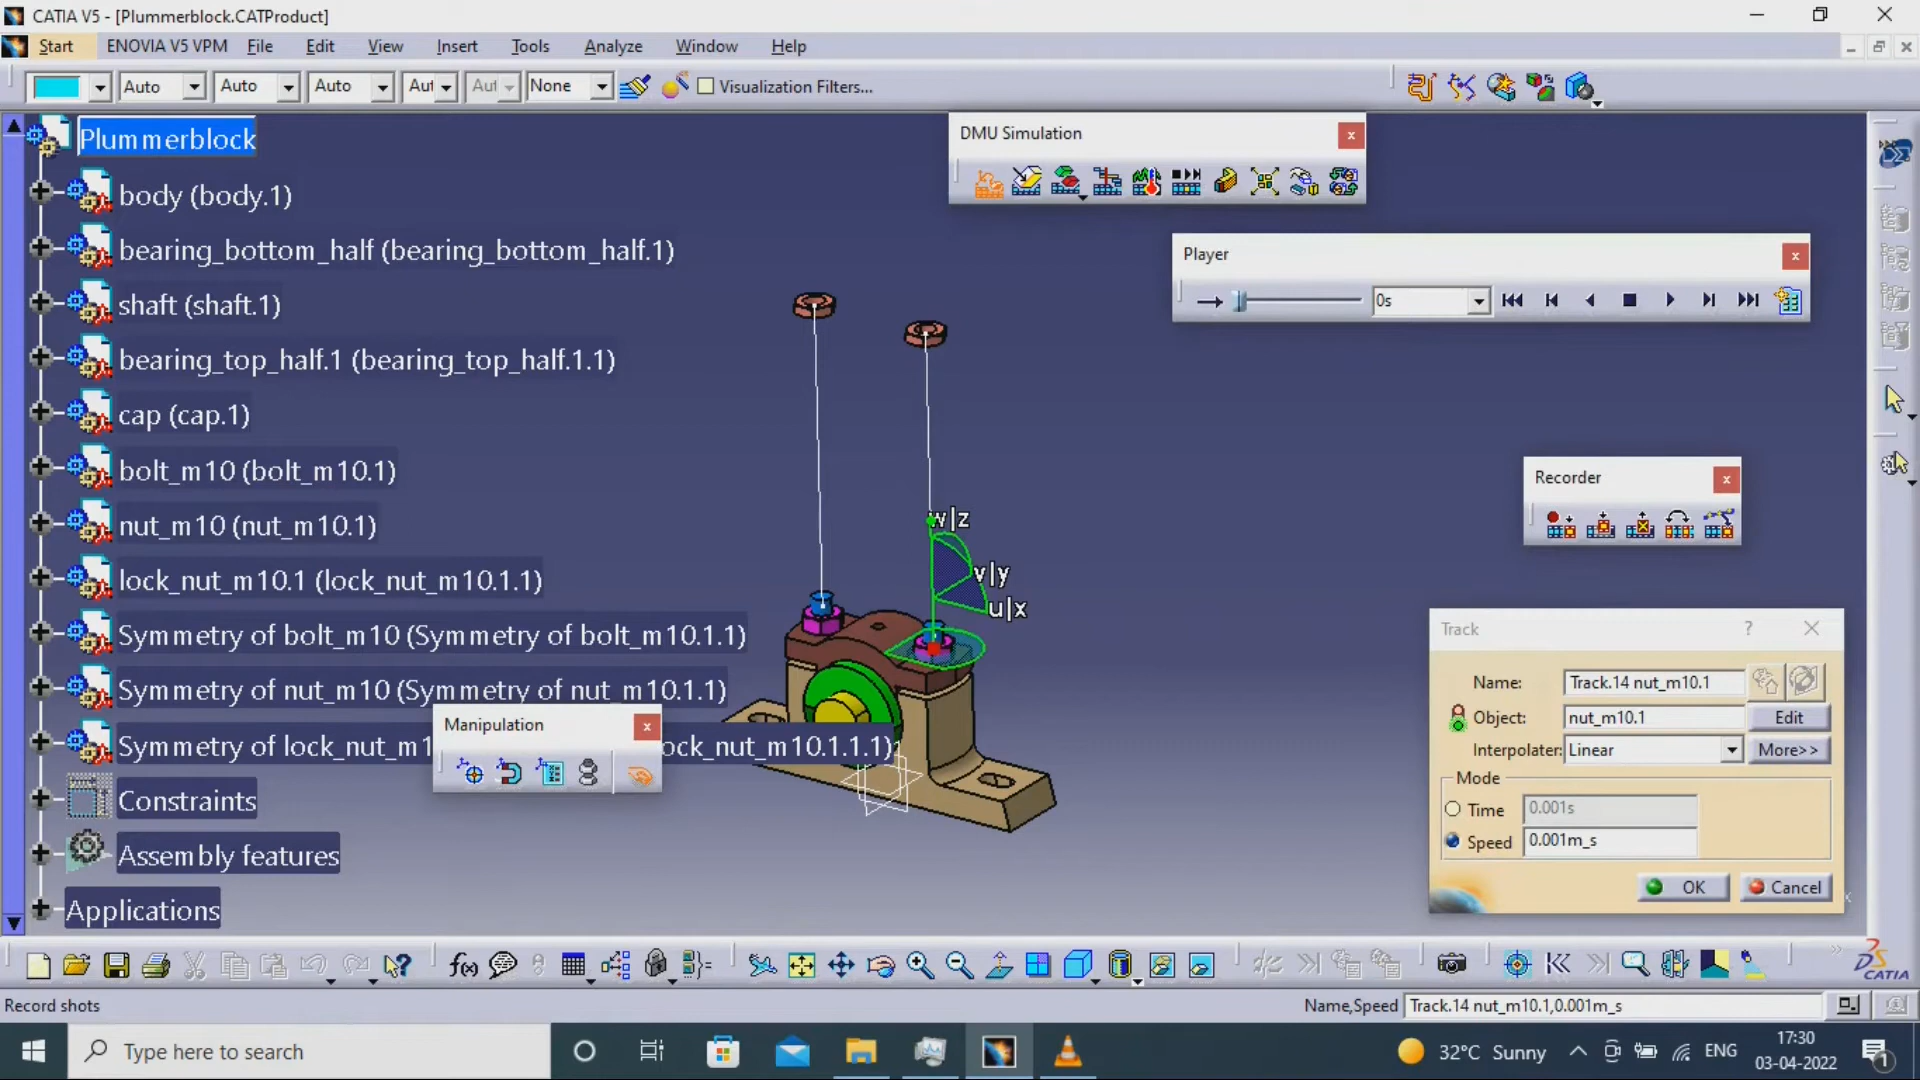 CATIA V5 - [Plummerblock.CATProduct]
Start ENOVIA V5 VPM File Edit View Insert Tools Analyze Window Help
Auto Auto Auto Aut Aut None Visualization Filters...
Plummerblock
body (body.1)
bearing_bottom_half (bearing_bottom_half.1)
shaft (shaft.1)
bearing_top_half.1 (bearing_top_half.1.1)
cap (cap.1)
bolt_m10 (bolt_m10.1)
nut_m10 (nut_m10.1)
lock_nut_m10.1 (lock_nut_m10.1.1)
Symmetry of bolt_m10 (Symmetry of bolt_m10.1.1)
Symmetry of nut_m10 (Symmetry of nut_m10.1.1)
Symmetry of lock_nut_m1 ock_nut_m10.1.1.1)
Constraints
Assembly features
Applications
Manipulation
w|z
v|y
u|x
DMU Simulation
Player
0s
Recorder
Track
Name: Track.14 nut_m10.1
Object: nut_m10.1 Edit
Interpolater: Linear More>>
Mode
Time 0.001s
Speed 0.001m_s
OK Cancel
f(x)
DS CATIA
Record shots
Name,Speed Track.14 nut_m10.1,0.001m_s
Type here to search
32°C Sunny
ENG
17:30
03-04-2022
1